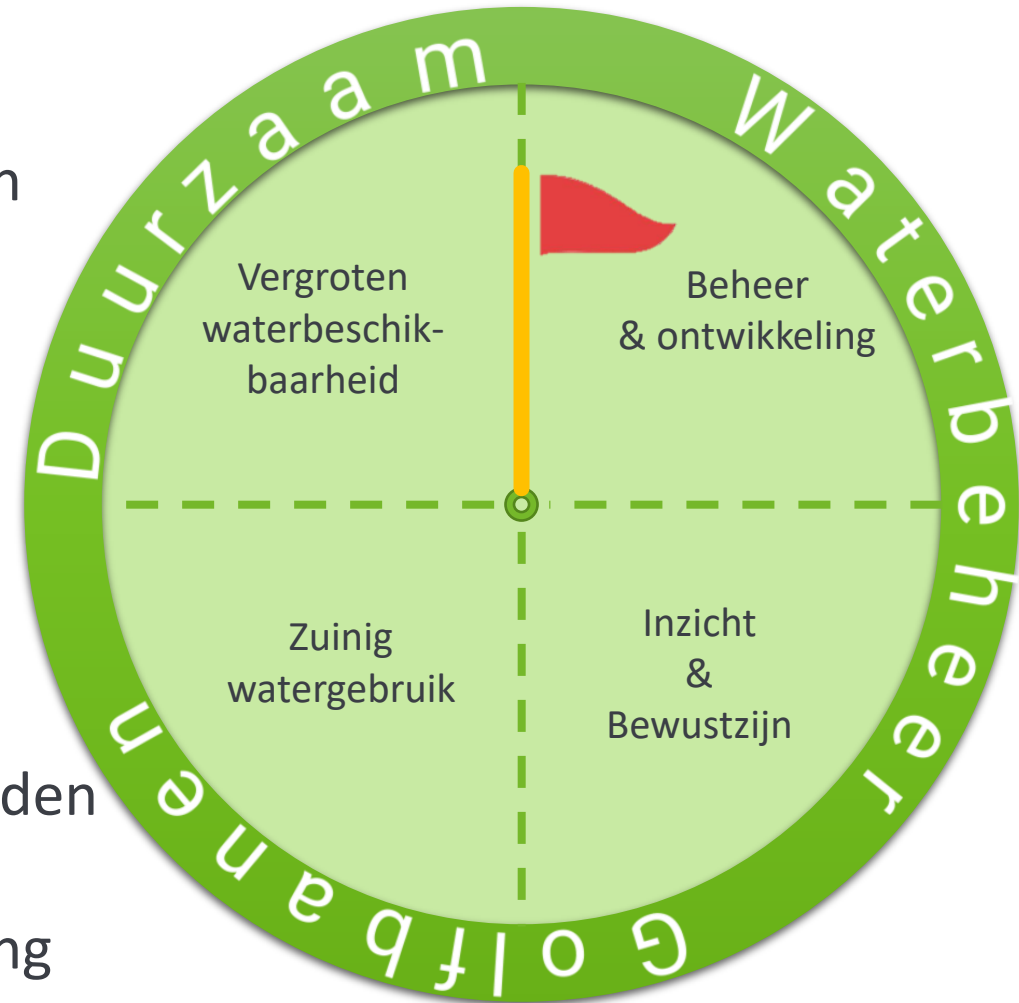 Duurzaam Waterbeheer Golfbanen
Vergroten
waterbeschik-
baarheid
Beheer
& ontwikkeling
Zuinig
watergebruik
Inzicht
&
Bewustzijn